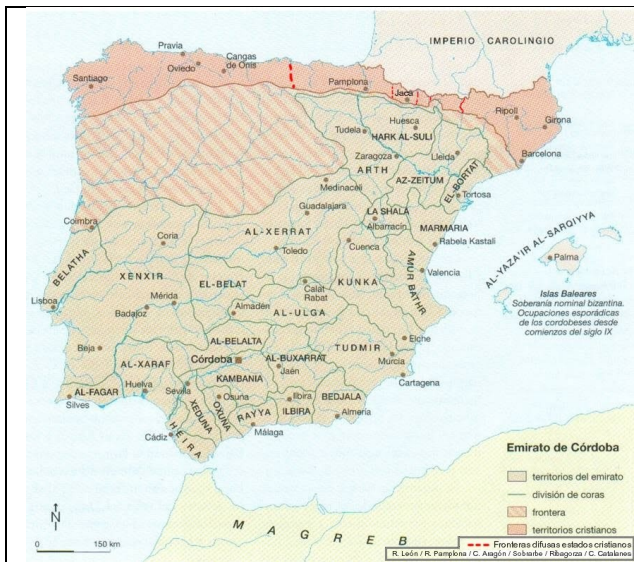 IMPERIO CAROLINGIO
Pravia
Oviedo
Cangas
de Onís
Santiago
Pamplona
Jaca
Ripoll
Girona
Huesca
Tudela
HARK AL-SULI
Zaragoza
Lleida
Barcelona
ARTH
AZ-ZEITUM
EL-BORTAT
Medinaceli
Tortosa
Guadalajara
LA SHALA
Albarracín
MARMARIA
Coimbra
AL-XERRAT
Rabela Kastali
Coria
Toledo
Cuenca
AL-YAZA'IR AL-SARQIYYA
BELATHA
XENXIR
EL-BELAT
KUNKA
AMUR BATHR
Valencia
Palma
Calat
Rabat
Lisboa
Mérida
Badajoz
Almadén
AL-ULGA
Islas Baleares
Soberanía nominal bizantina.
Ocupaciones esporádicas
de los cordobeses desde
comienzos del siglo IX
Beja
AL-BELALTA
TUDMIR
Elche
AL-XARAF
Córdoba
AL-BUXARRAT
Murcia
Jaén
KAMBANIA
Cartagena
AL-FAGAR
Huelva
Sevilla
Osuna
Ilbira
BEDJALA
Silves
XEDUNA
OXUNA
RAYYA
ILBIRA
Almería
Cádiz
HEIRA
Málaga
Emirato de Córdoba
territorios del emirato
división de coras
frontera
territorios cristianos
N
0 150 km
MAGREB
Fronteras difusas estados cristianos
R. León / R. Pamplona / C. Aragón / Sobrarbe / Ribagorza / C. Catalanes